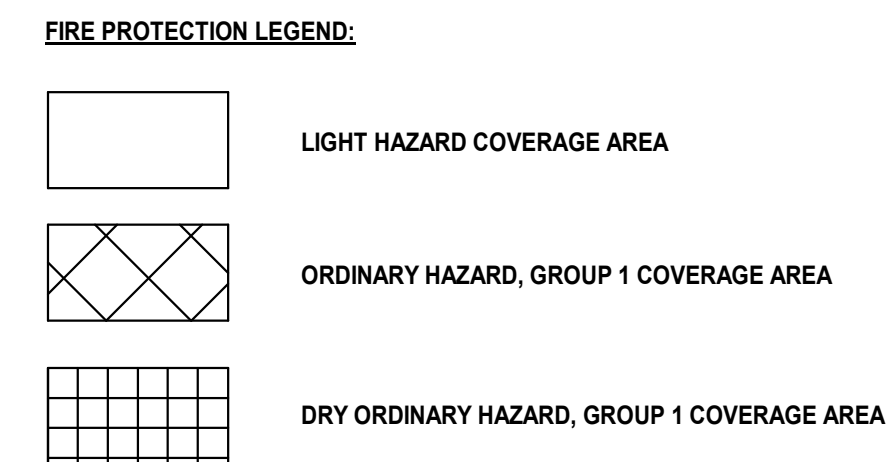 FIRE PROTECTION LEGEND:
LIGHT HAZARD COVERAGE AREA
ORDINARY HAZARD, GROUP 1 COVERAGE AREA
DRY ORDINARY HAZARD, GROUP 1 COVERAGE AREA